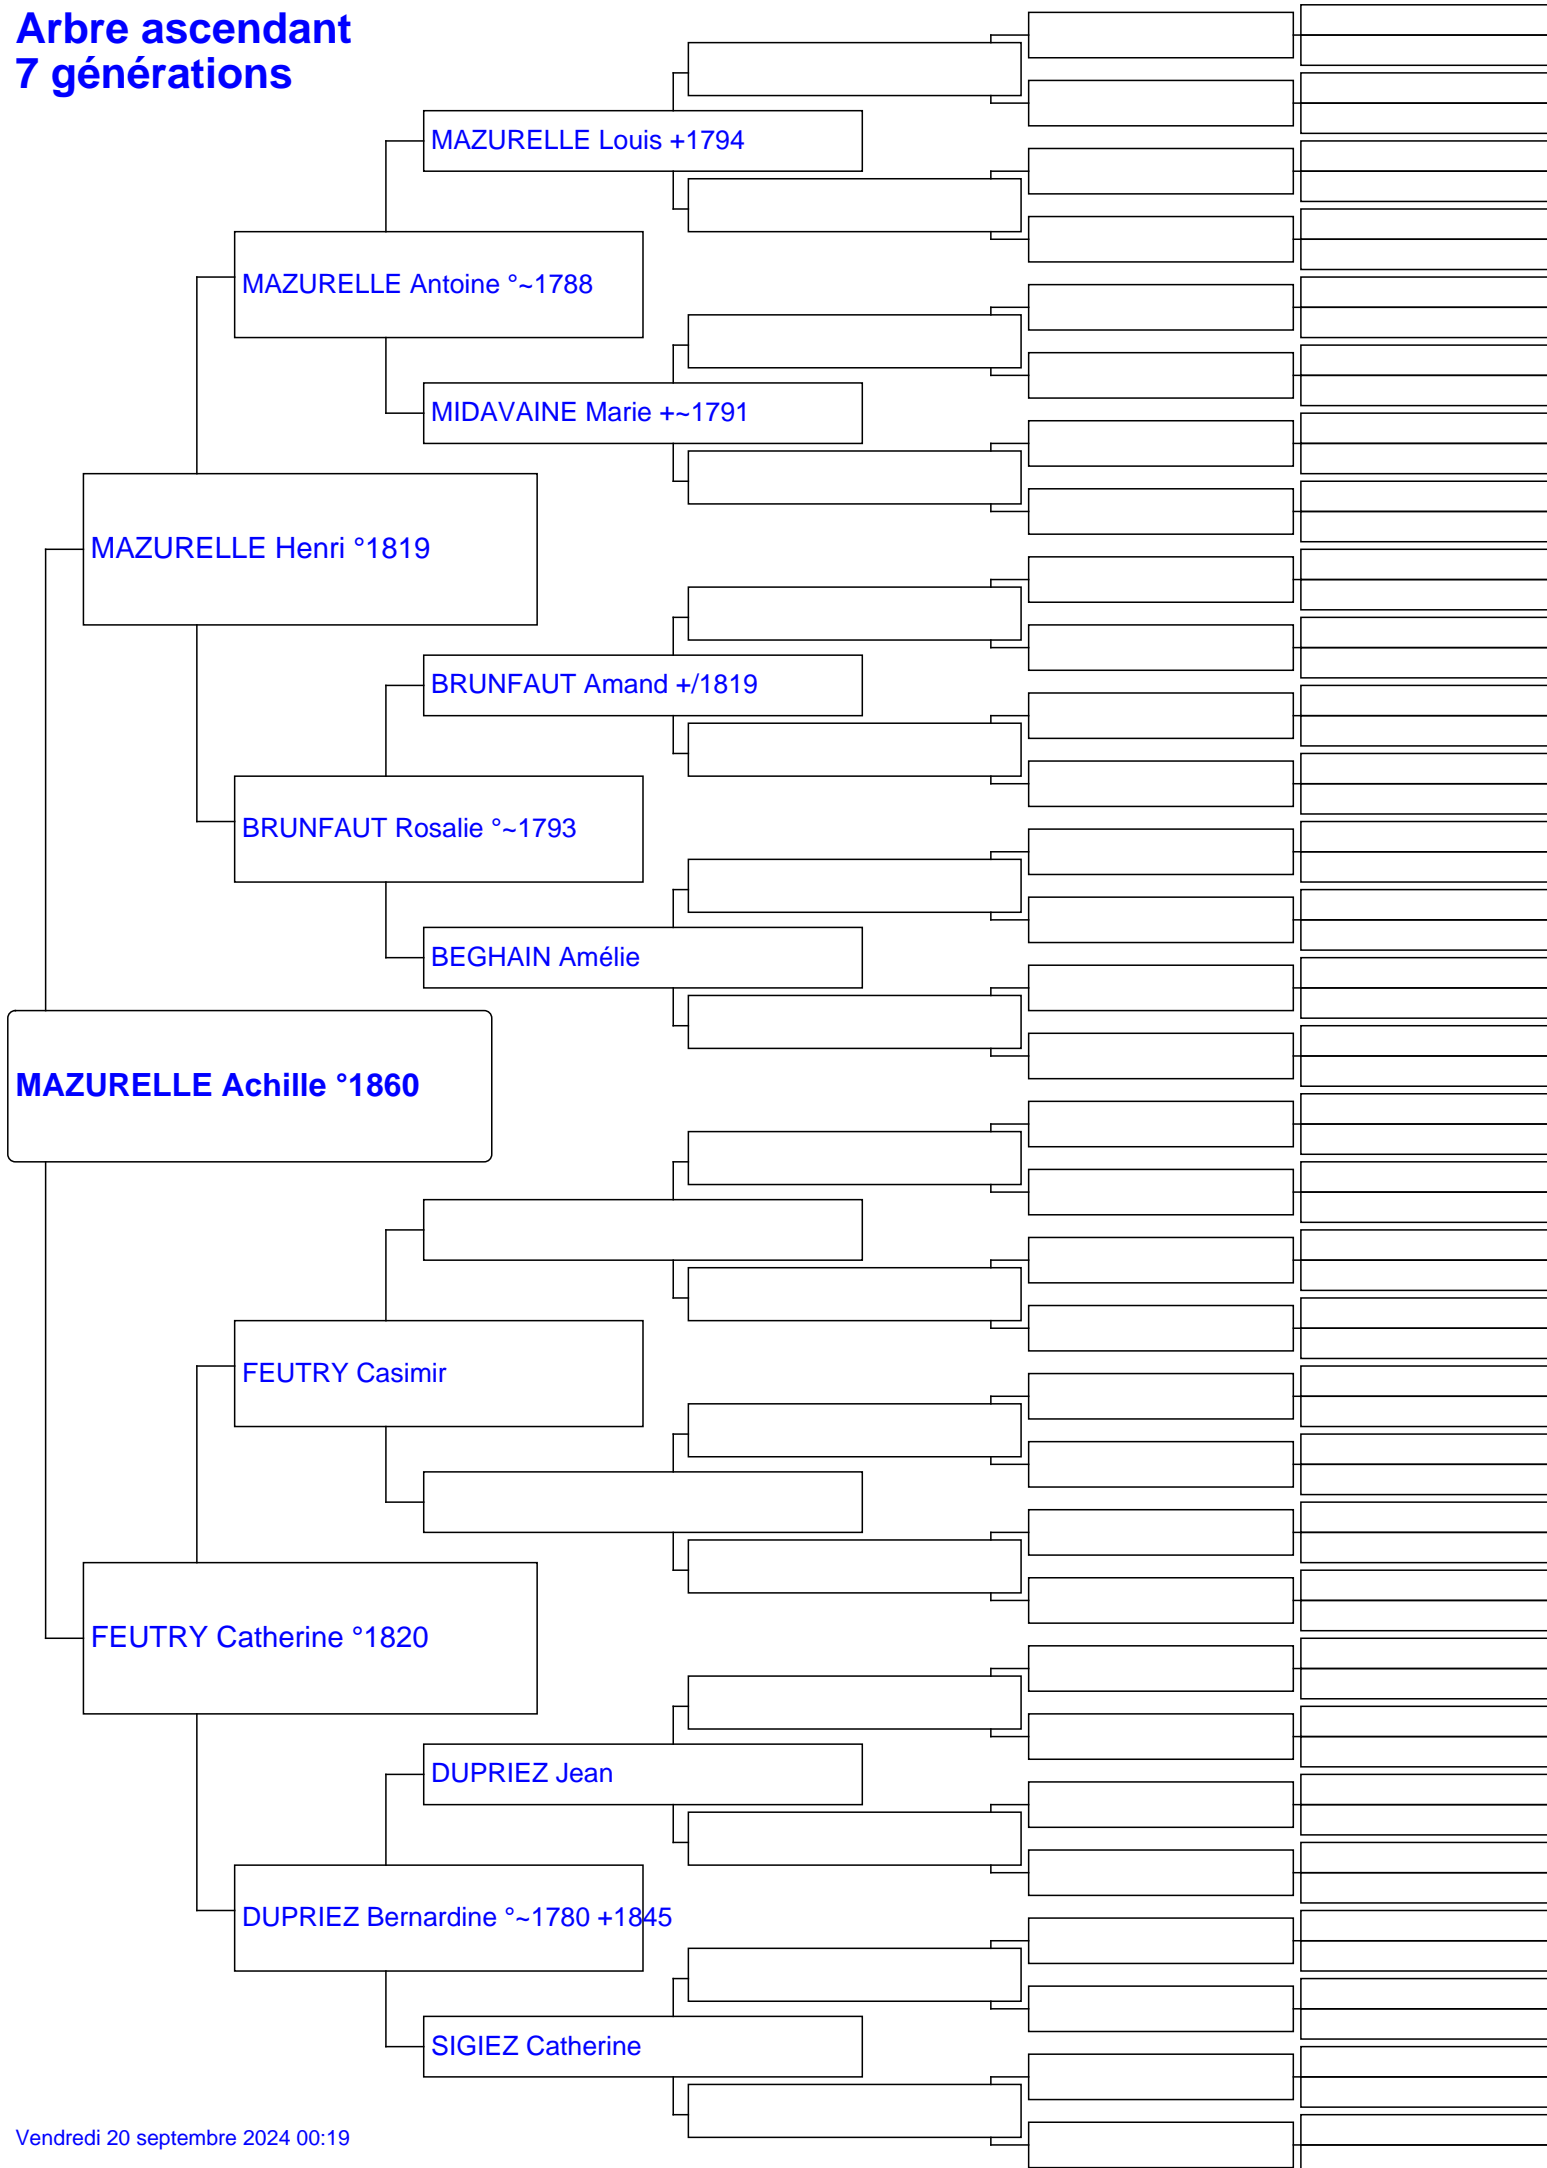 Arbre ascendant
7 générations
MAZURELLE Louis +1794
MAZURELLE Antoine °~1788
MIDAVAINE Marie +~1791
MAZURELLE Henri °1819
BRUNFAUT Amand +/1819
BRUNFAUT Rosalie °~1793
BEGHAIN Amélie
MAZURELLE Achille °1860
FEUTRY Casimir
FEUTRY Catherine °1820
DUPRIEZ Jean
DUPRIEZ Bernardine °~1780 +1845
SIGIEZ Catherine
Vendredi 20 septembre 2024 00:19